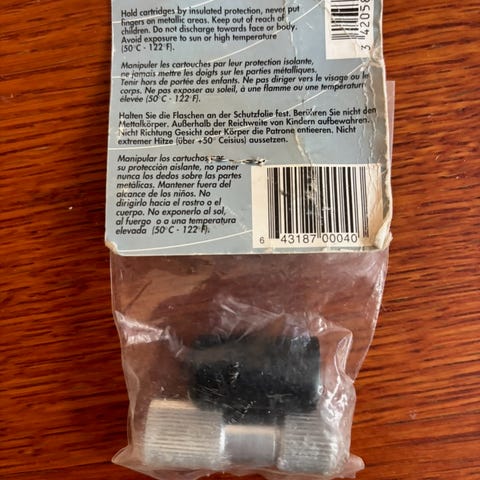 Hold cartridges by insulated protection, never put
fingers on metallic areas. Keep out of reach of
children. Do not discharge towards face or body.
Avoid exposure to sun or high temperature
(50°C - 122°F).
Manipuler les cartouches par leur protection isolante,
ne jamais mettre les doigts sur les parties métalliques.
Tenir hors de portée des enfants. Ne pas diriger vers le visage ou le
corps. Ne pas exposer au soleil, à une flamme ou une température
élevée (50°C - 122°F).
Halten Sie die Flaschen an der Schutzfolie fest. Berühren Sie nicht den
Mettalkörper. Außerhalb der Reichweite von Kindern aufbewahren.
Nicht Richtung Gesicht oder Körper die Patrone entieeren. Nicht
extremer Hitze (über +50° Ceisius) aussetzen.
Manipular los cartuchos
su protección aislante, no poner
nunca los dedos sobre las partes
metálicas. Mantener fuera del
alcance de los niños. No
dirigirlo hacia el rostro o el
cuerpo. No exponerlo al sol,
al fuergo o a una temperatura
elevada (50°C - 122°F).
6 43187 00040
3 42058